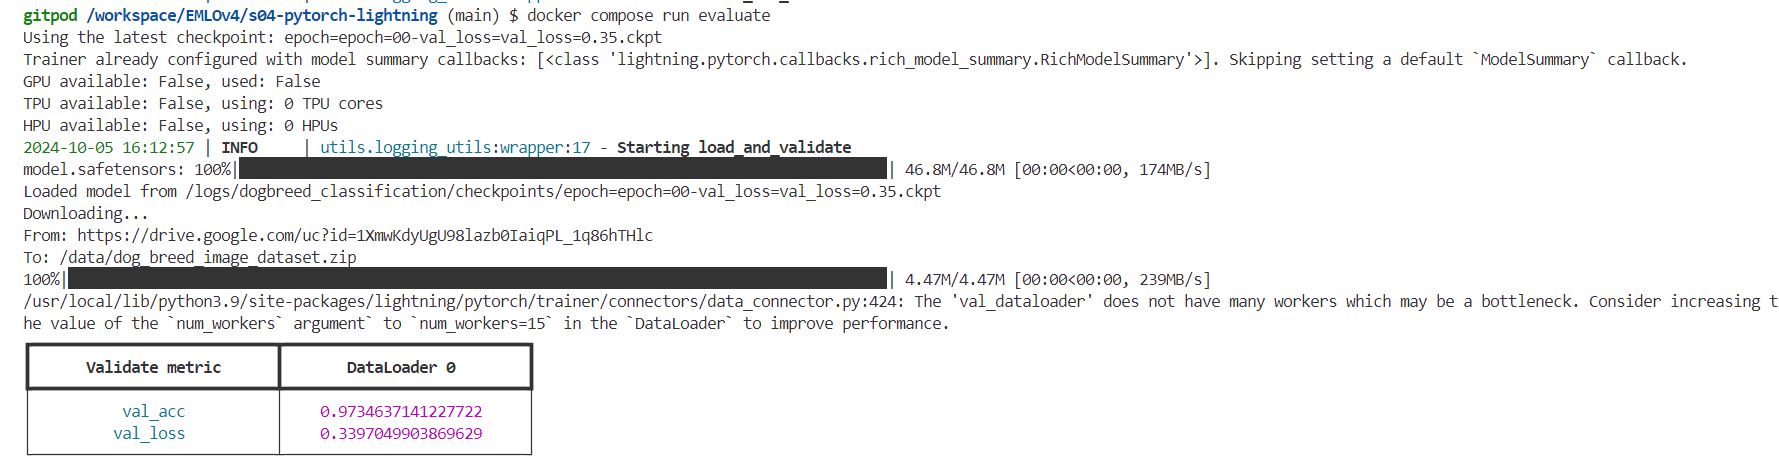 gitpod /workspace/EMLOv4/s04-pytorch-lightning (main) $ docker compose run evaluate
Using the latest checkpoint: epoch=epoch=00-val_loss=val_loss=0.35.ckpt
Trainer already configured with model summary callbacks: [<class 'lightning.pytorch.callbacks.rich_model_summary.RichModelSummary'>]. Skipping setting a default `ModelSummary` callback.
GPU available: False, used: False
TPU available: False, using: 0 TPU cores
HPU available: False, using: 0 HPUs
2024-10-05 16:12:57 | INFO     | utils.logging_utils:wrapper:17 - Starting load_and_validate
model.safetensors: 100%| | 46.8M/46.8M [00:00<00:00, 174MB/s]
Loaded model from /logs/dogbreed_classification/checkpoints/epoch=epoch=00-val_loss=val_loss=0.35.ckpt
Downloading...
From: https://drive.google.com/uc?id=1XmwKdyUgU98lazb0IaiqPL_1q86hTHlc
To: /data/dog_breed_image_dataset.zip
100%| | 4.47M/4.47M [00:00<00:00, 239MB/s]
/usr/local/lib/python3.9/site-packages/lightning/pytorch/trainer/connectors/data_connector.py:424: The 'val_dataloader' does not have many workers which may be a bottleneck. Consider increasing t
he value of the `num_workers` argument` to `num_workers=15` in the `DataLoader` to improve performance.
Validate metric DataLoader 0
val_acc 0.9734637141227722
val_loss 0.3397049903869629